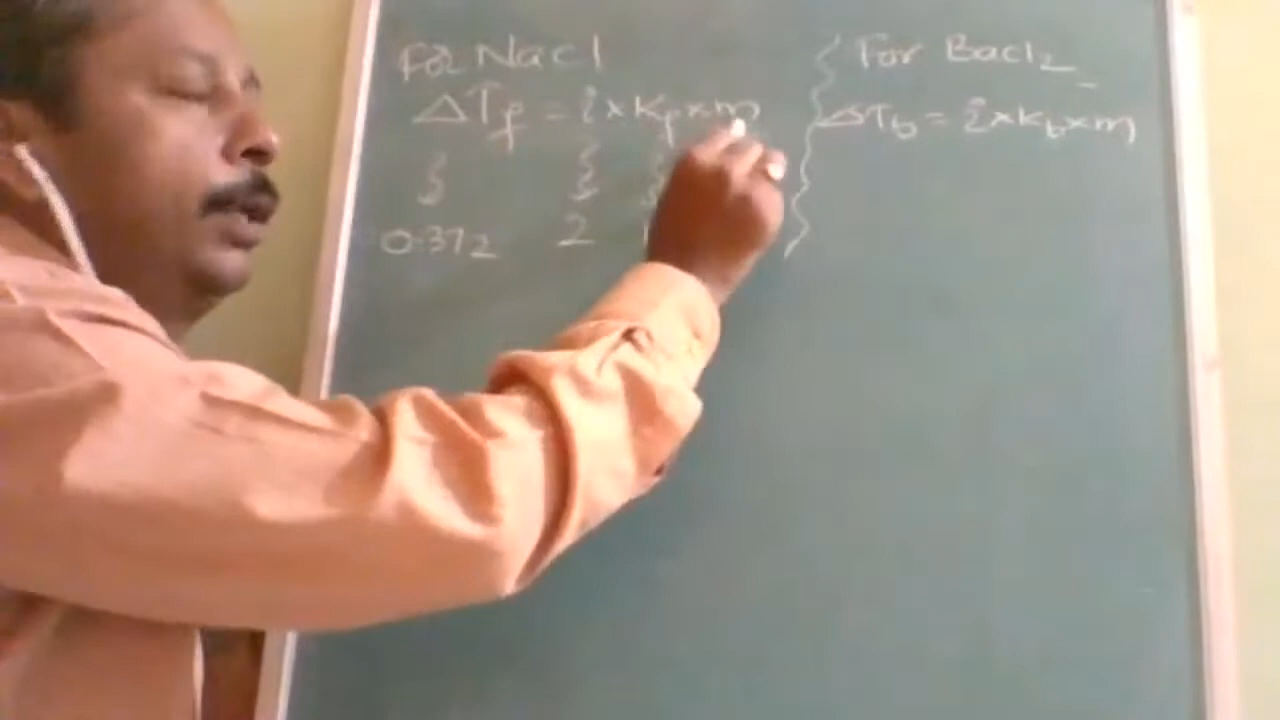 For NaCl
ΔTf = i × Kf × m
0.372 2
For BaCl2
ΔTb = i × Kb × m